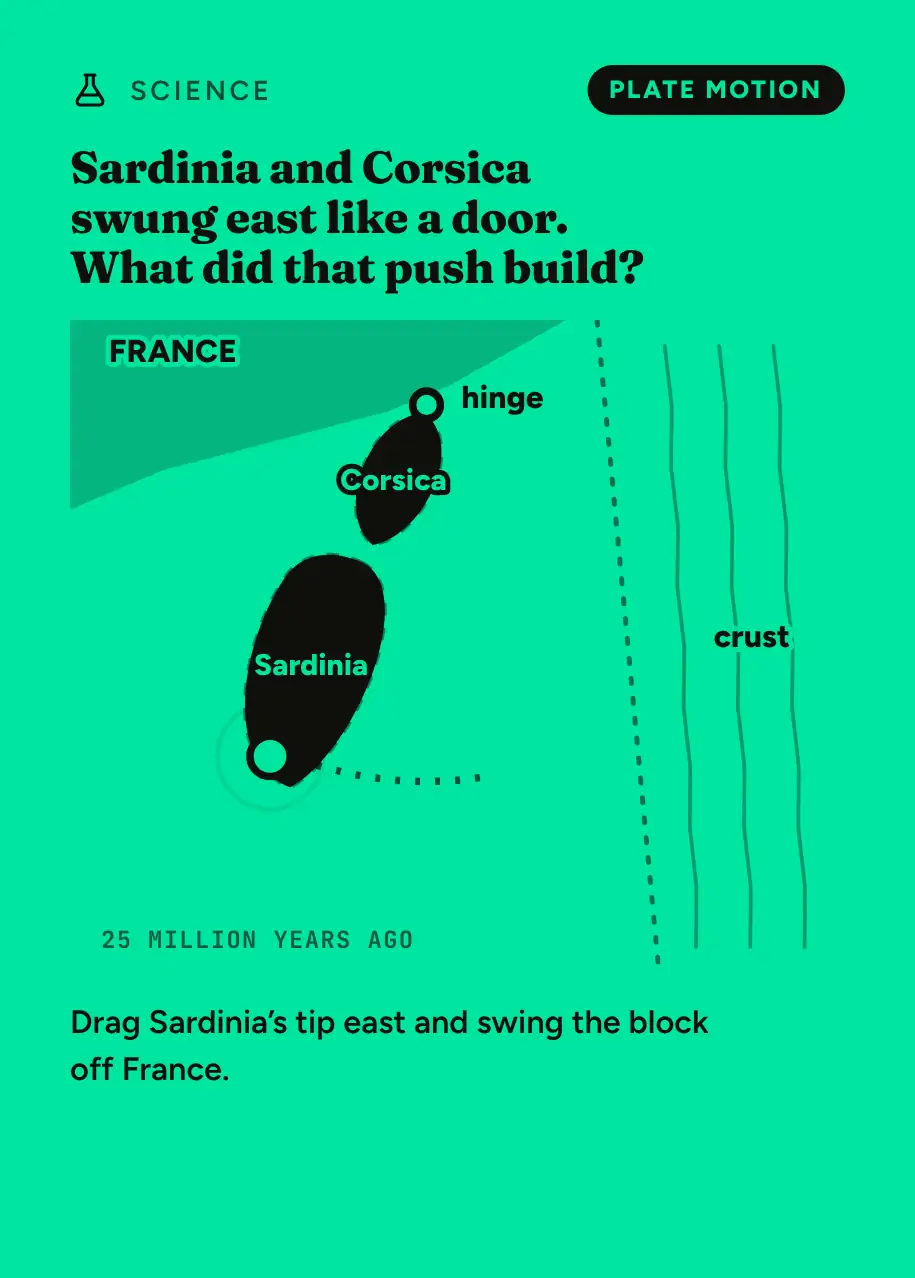 SCIENCE
PLATE MOTION
Sardinia and Corsica
swung east like a door.
What did that push build?
FRANCE
hinge
Corsica
crust
Sardinia
25 MILLION YEARS AGO
Drag Sardinia’s tip east and swing the block
off France.